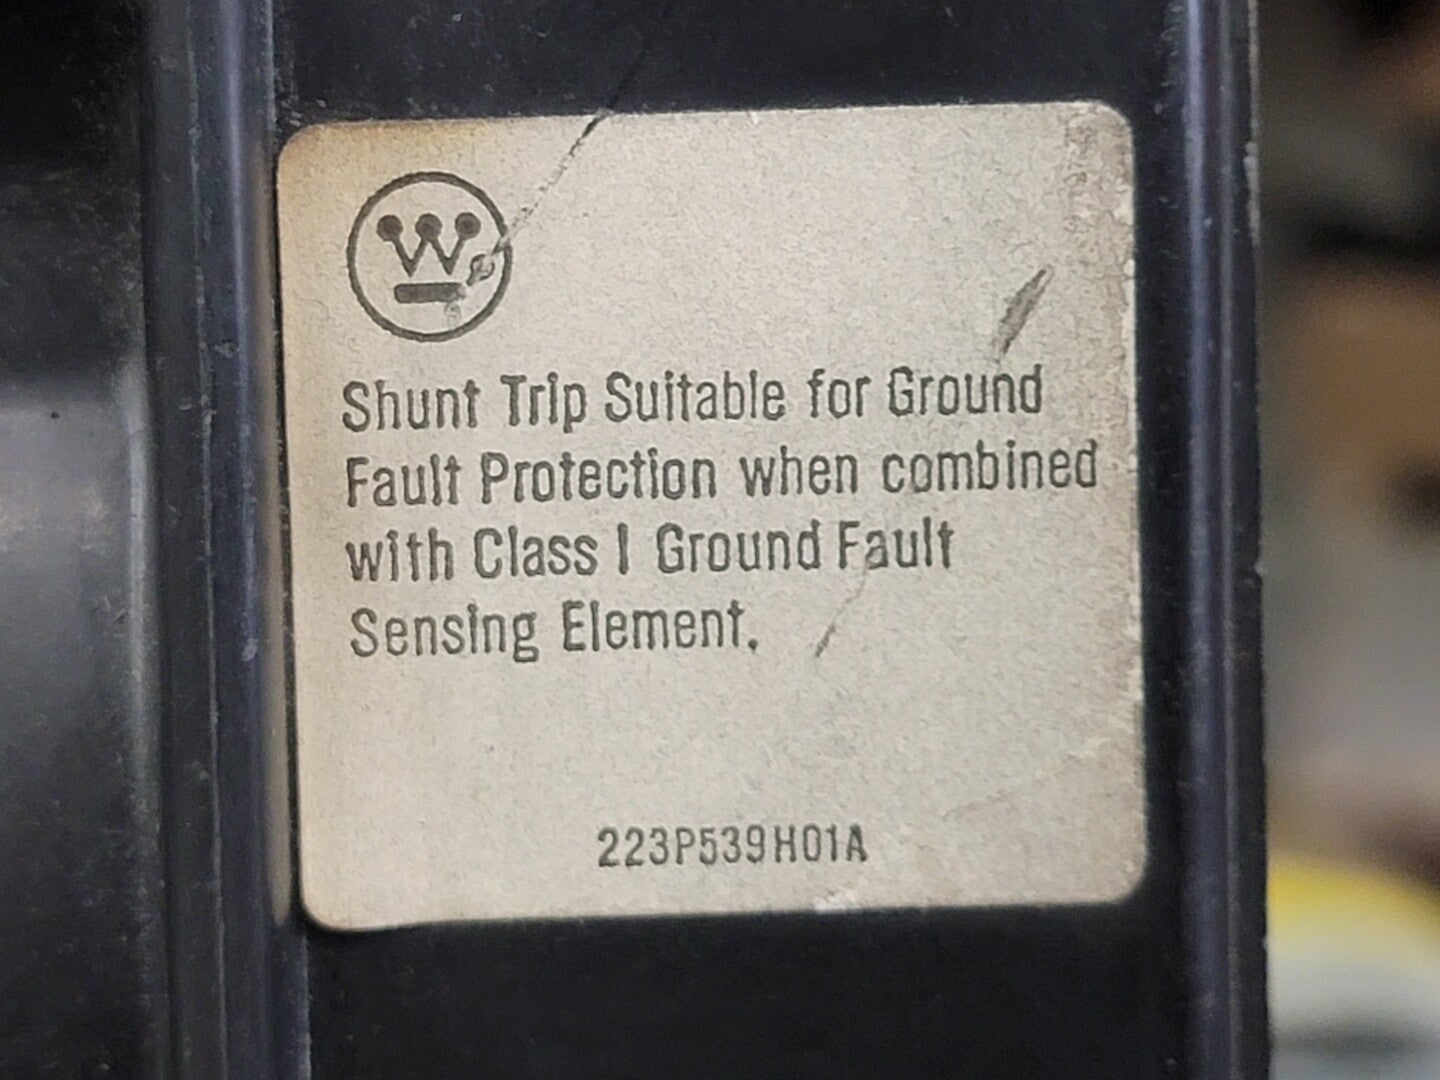 W
Shunt Trip Suitable for Ground
Fault Protection when combined
with Class I Ground Fault
Sensing Element.
223P539H01A